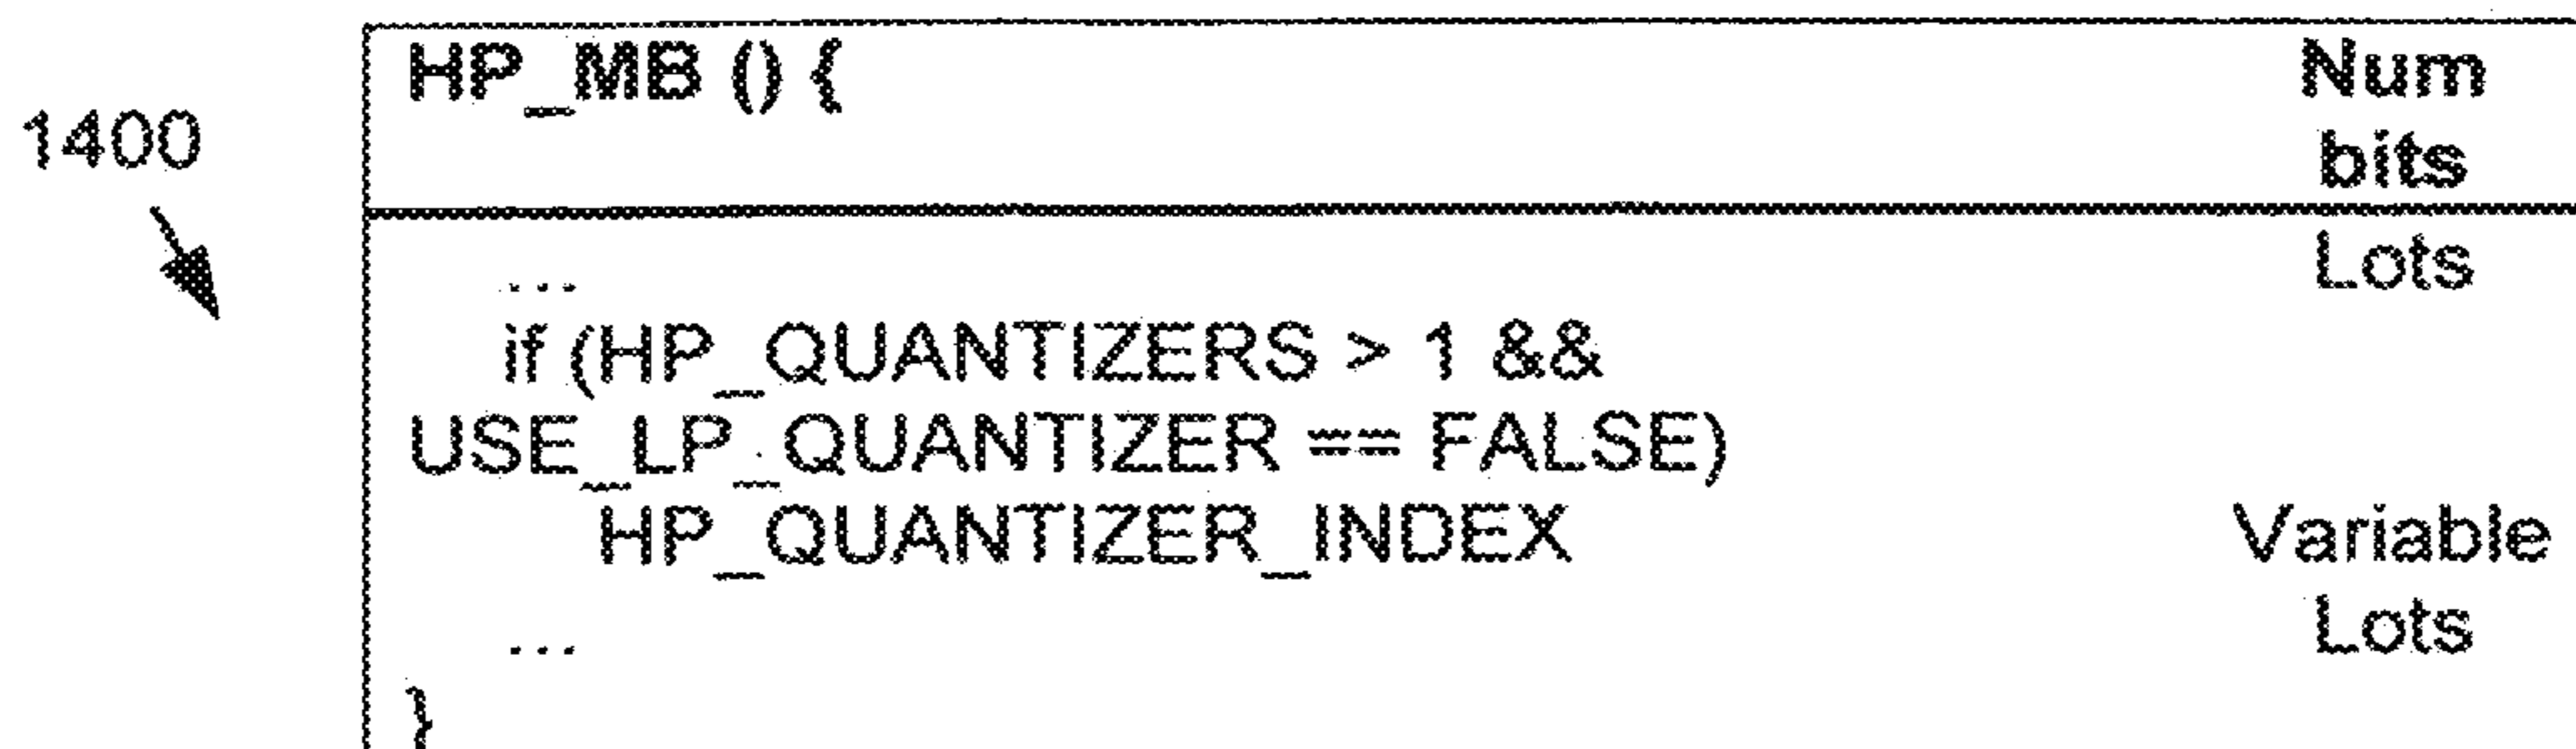 HP_MB () { Num
bits
1400
... Lots
if (HP_QUANTIZERS > 1 &&
USE_LP_QUANTIZER == FALSE)
HP_QUANTIZER_INDEX Variable
... Lots
}